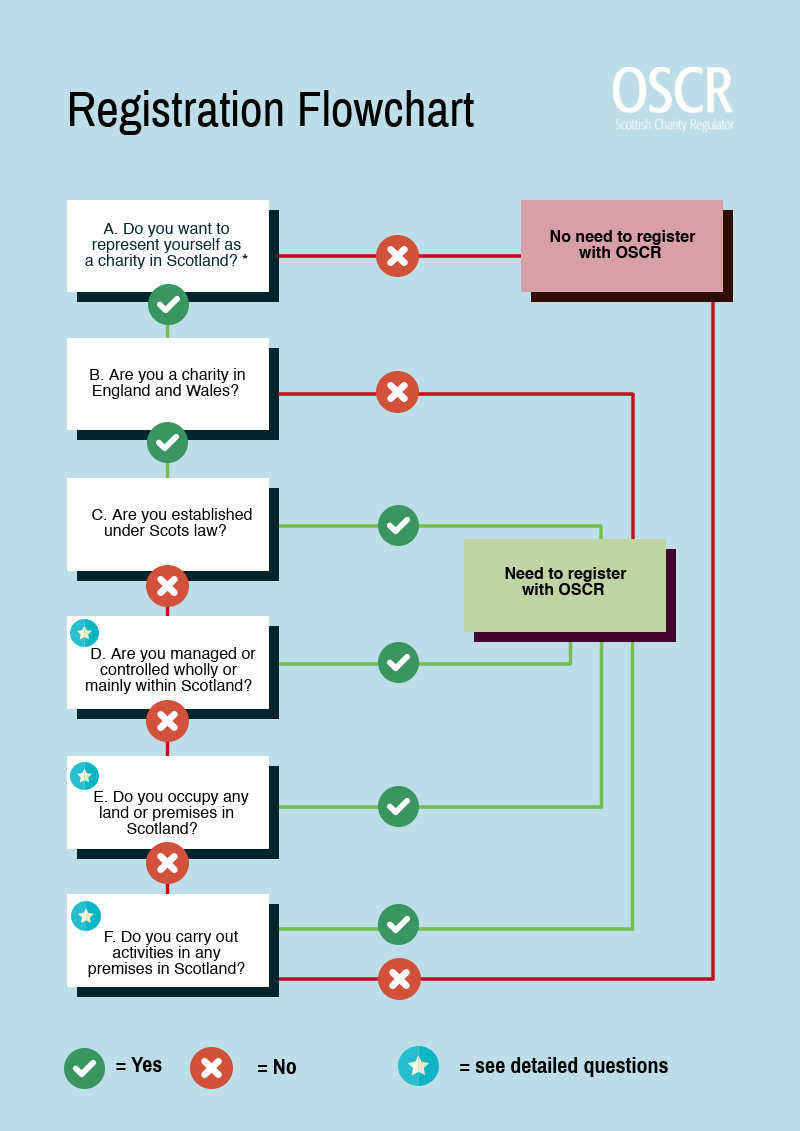 OSCR
Scottish Charity Regulator
Registration Flowchart
A. Do you want to
represent yourself as
a charity in Scotland? *
No need to register
with OSCR
B. Are you a charity in
England and Wales?
C. Are you established
under Scots law?
Need to register
with OSCR
D. Are you managed or
controlled wholly or
mainly within Scotland?
E. Do you occupy any
land or premises in
Scotland?
F. Do you carry out
activities in any
premises in Scotland?
= Yes
= No
= see detailed questions